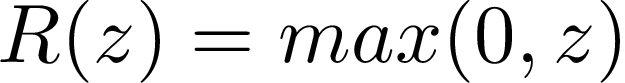 R(z) = max(0, z)